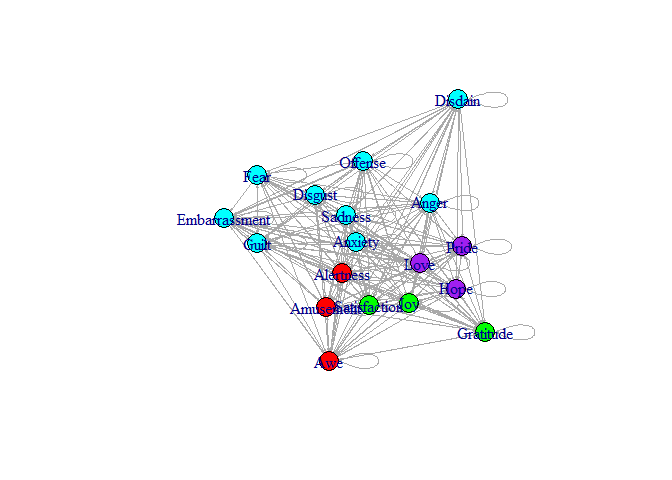 Disdain
Offense
Fear
Disgust
Anger
Embarrassment
Sadness
Guilt
Anxiety
Pride
Love
Alertness
Hope
Amusement
Satisfaction
Joy
Gratitude
Awe